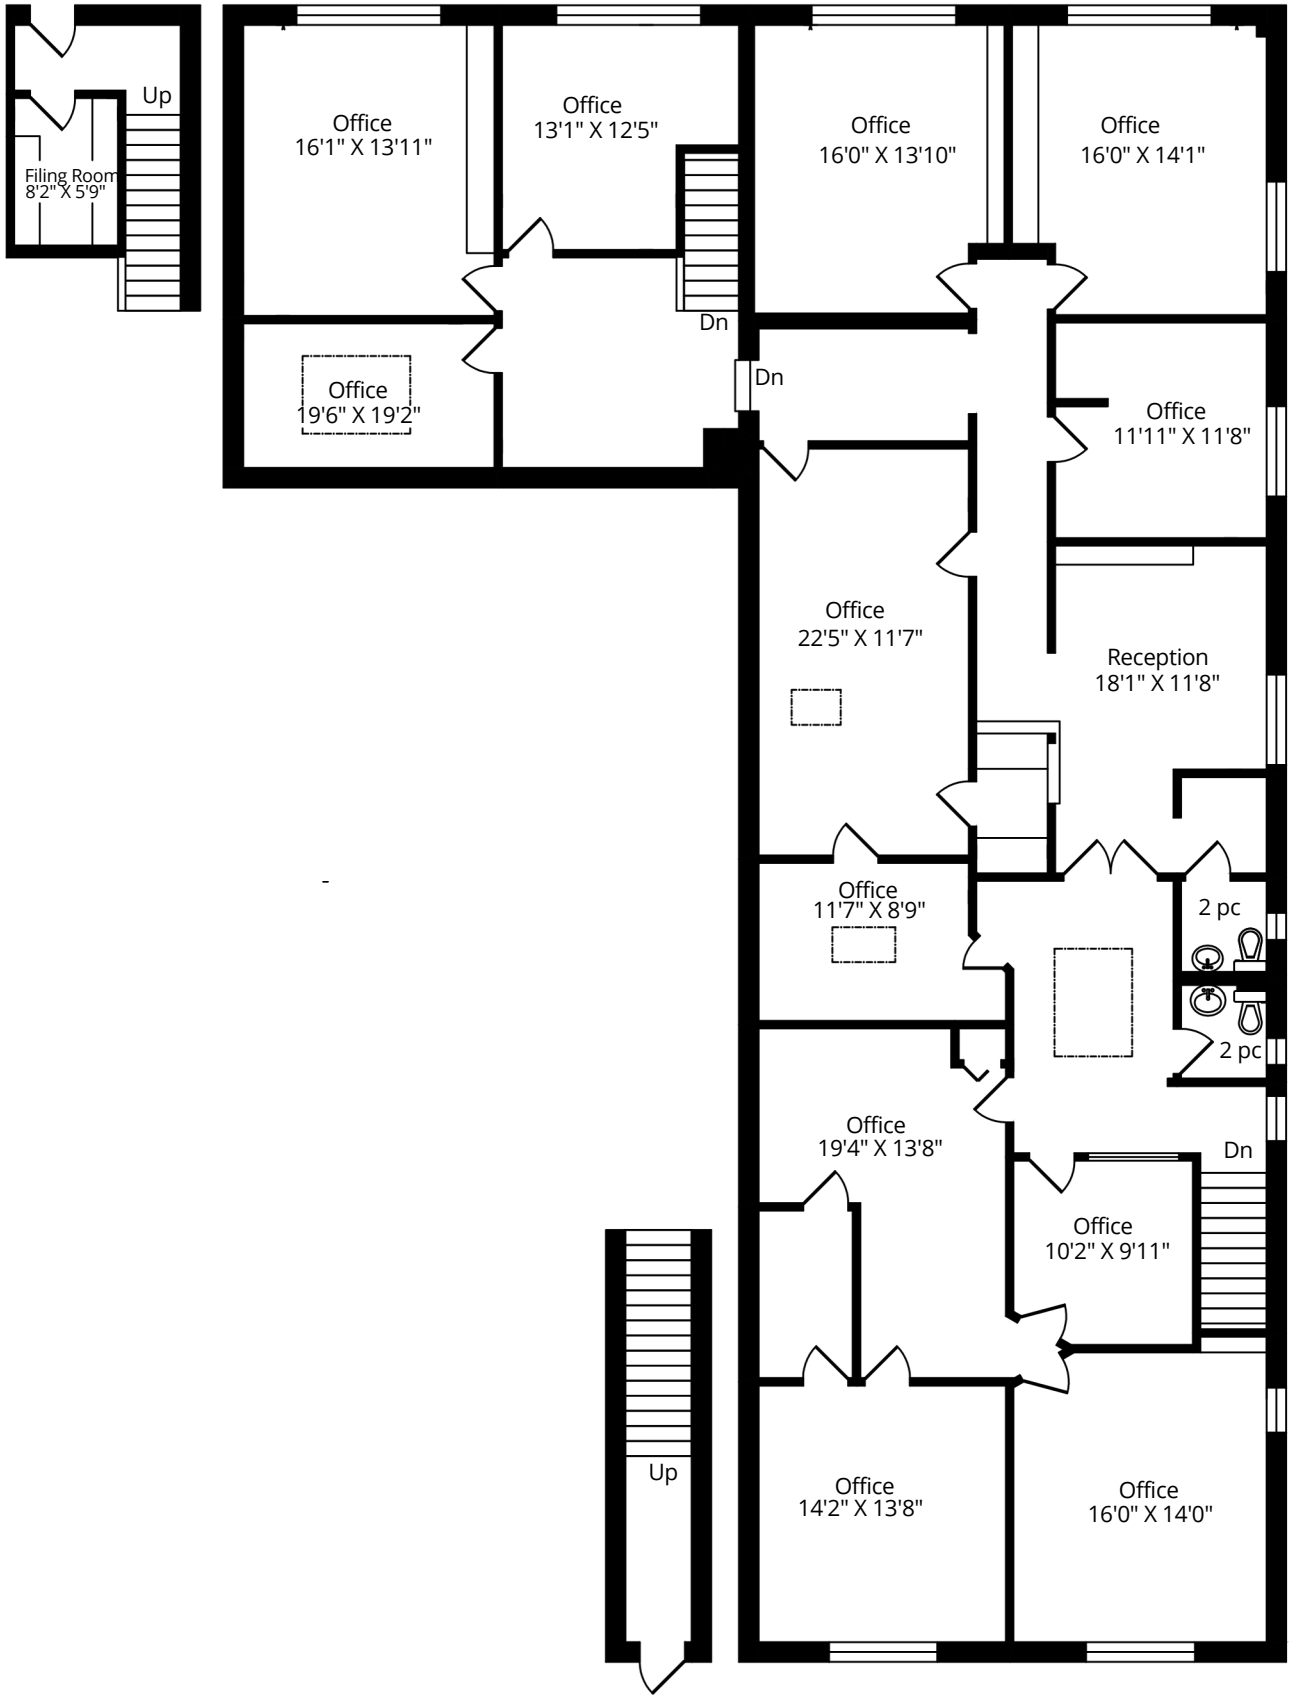 Up
Filing Room
8'2" X 5'9"
Office
16'1" X 13'11"
Office
13'1" X 12'5"
Office
16'0" X 13'10"
Office
16'0" X 14'1"
Dn
Dn
Office
19'6" X 19'2"
Office
11'11" X 11'8"
Office
22'5" X 11'7"
Reception
18'1" X 11'8"
-
Office
11'7" X 8'9"
2 pc
2 pc
Office
19'4" X 13'8"
Dn
Office
10'2" X 9'11"
Up
Office
14'2" X 13'8"
Office
16'0" X 14'0"